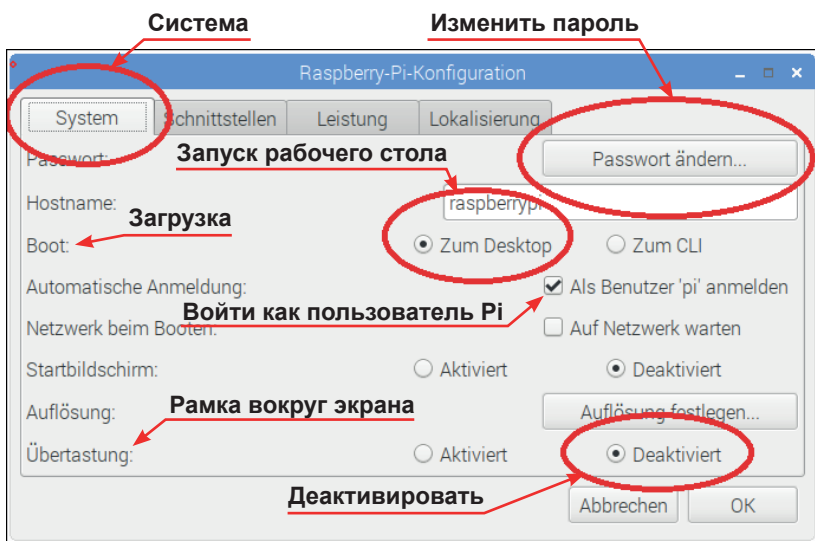 Система
Изменить пароль
Raspberry-Pi-Konfiguration
System Schnittstellen Leistung Lokalisierung
Passwort: Passwort ändern...
Запуск рабочего стола
Hostname: raspberrypi
Загрузка
Boot: Zum Desktop Zum CLI
Automatische Anmeldung: Als Benutzer 'pi' anmelden
Войти как пользователь Pi
Netzwerk beim Booten: Auf Netzwerk warten
Startbildschirm: Aktiviert Deaktiviert
Рамка вокруг экрана
Auflösung: Auflösung festlegen...
Übertastung: Aktiviert Deaktiviert
Деактивировать
Abbrechen OK